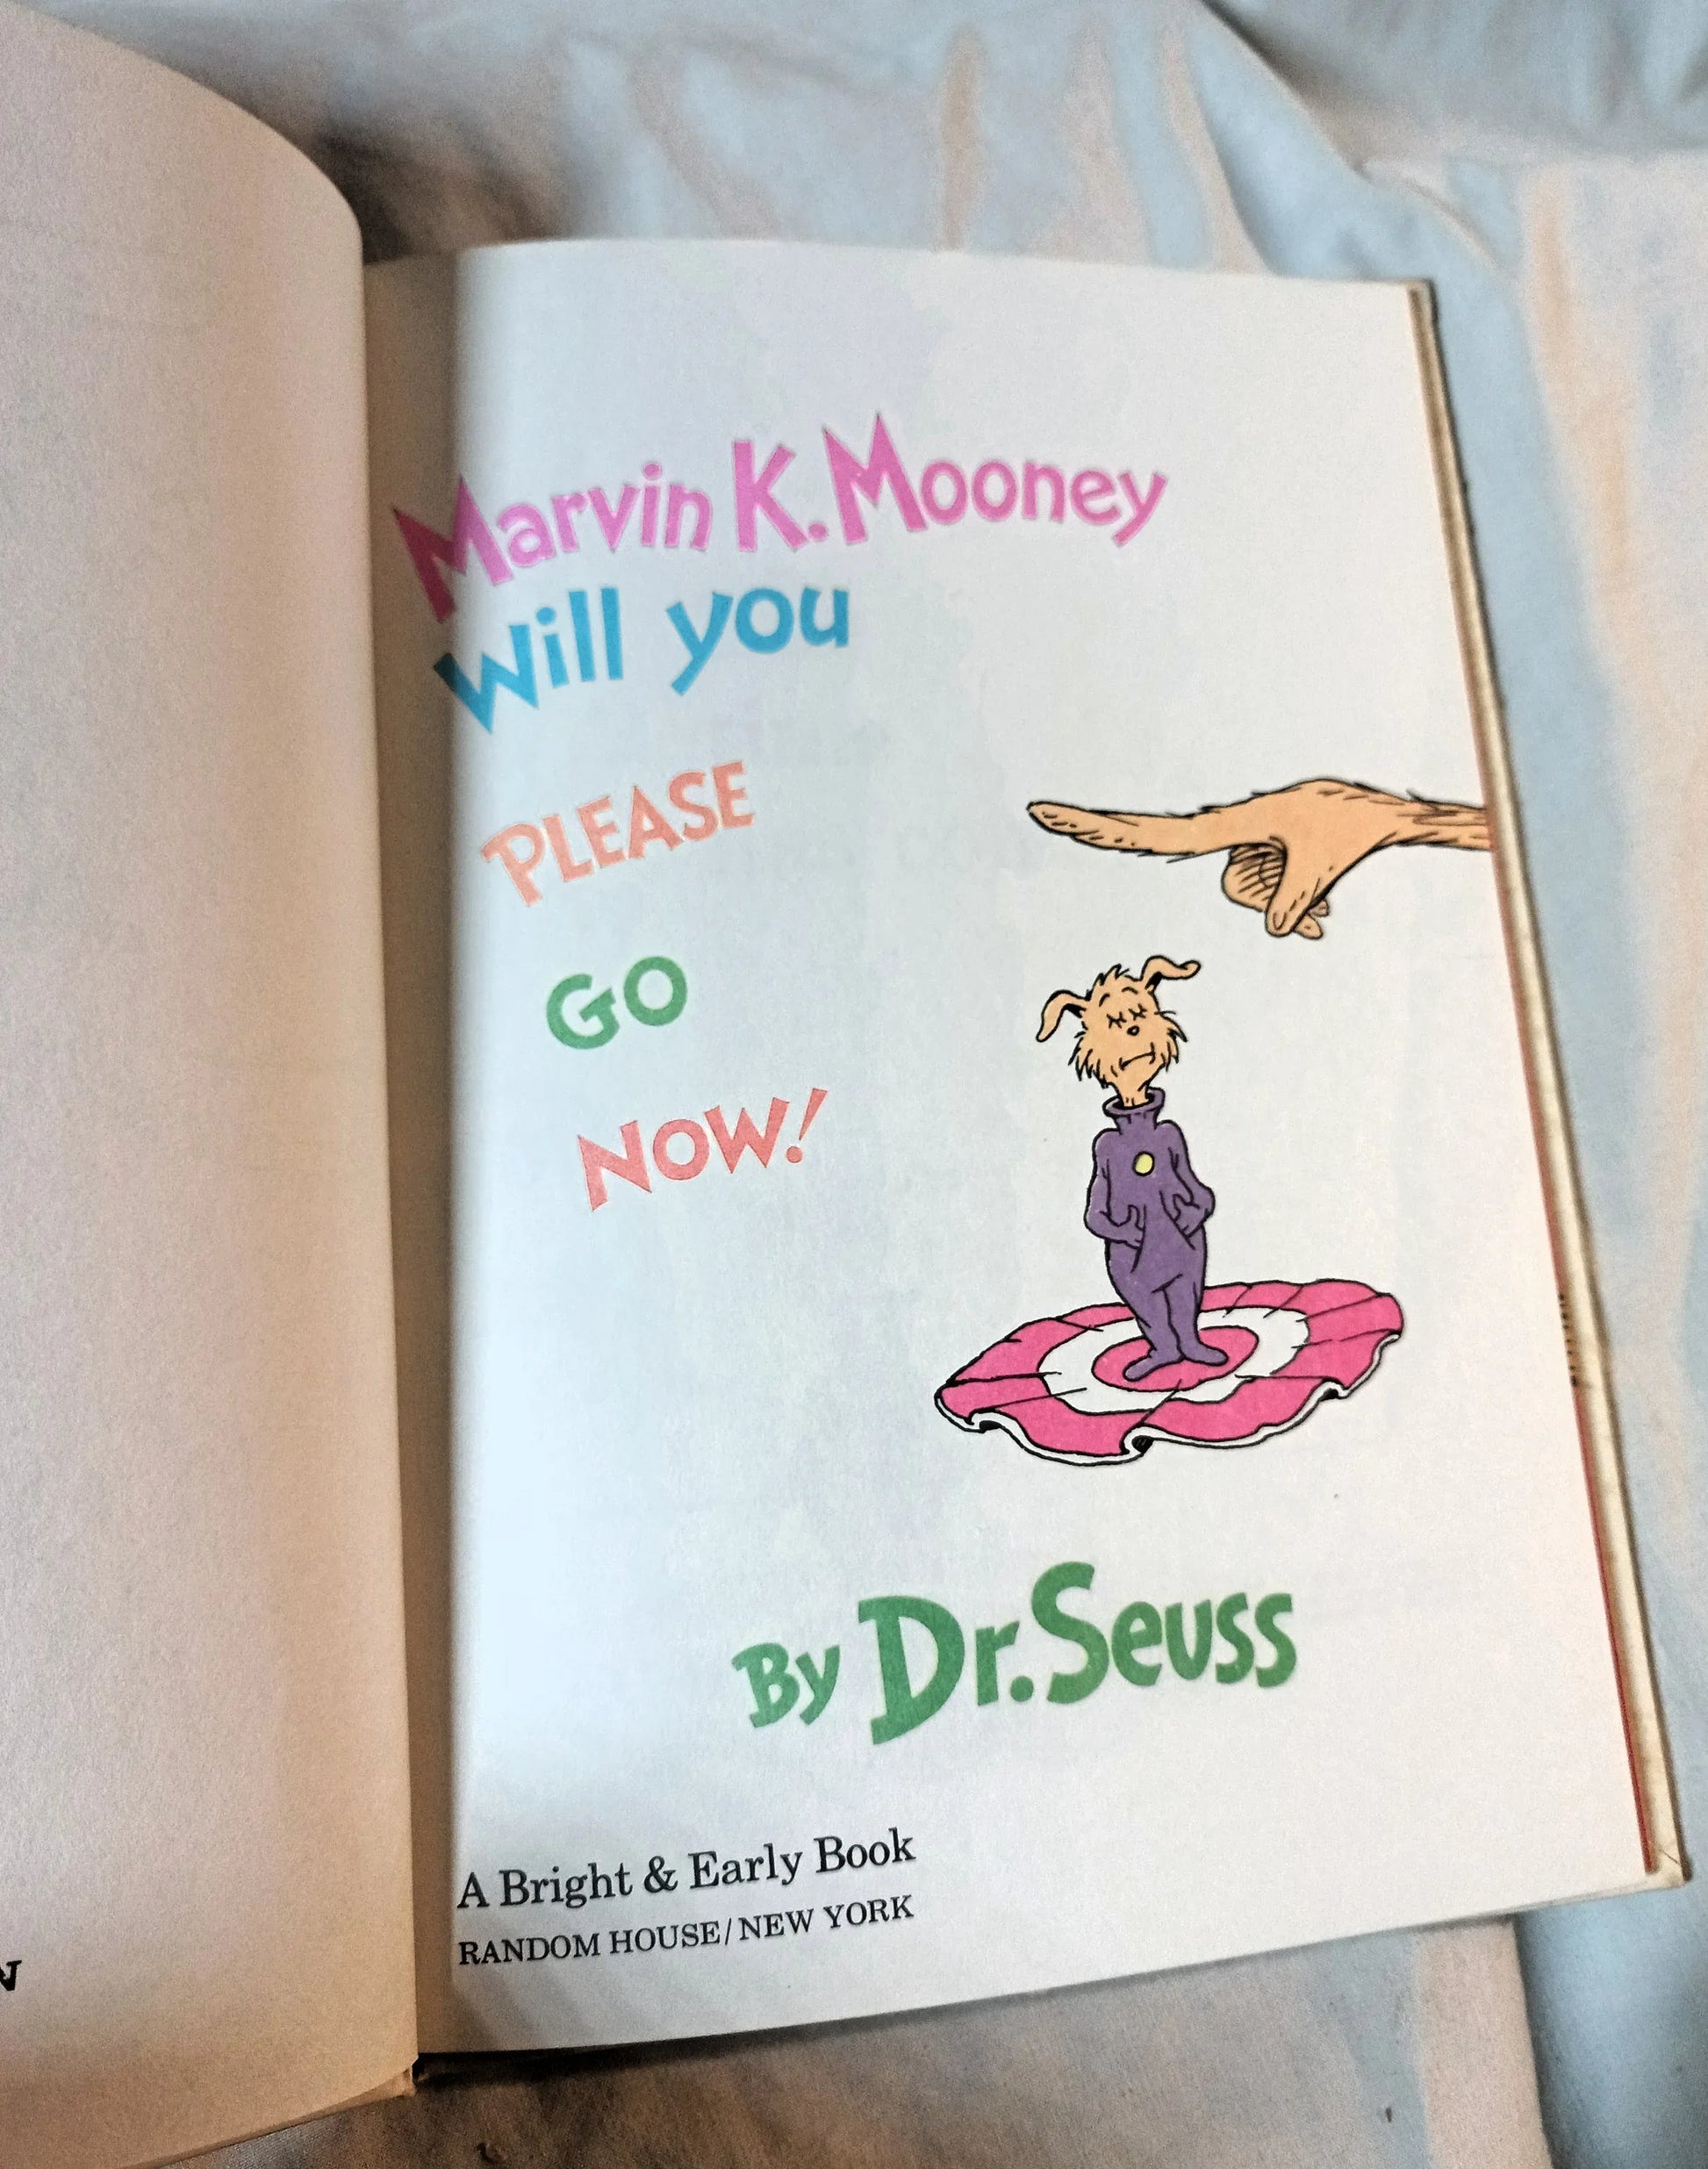 Marvin K. Mooney
Will you
PLEASE
GO
NOW!
By Dr. Seuss
A Bright & Early Book
RANDOM HOUSE/NEW YORK